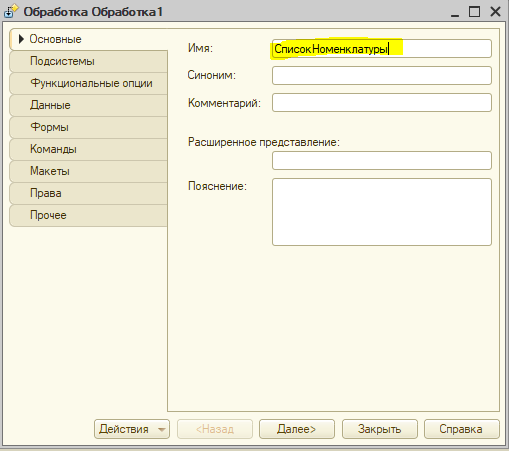 Обработка Обработка1
Основные
Подсистемы
Функциональные опции
Данные
Формы
Команды
Макеты
Права
Прочее
Имя:
СписокНоменклатуры
Синоним:
Комментарий:
Расширенное представление:
Пояснение:
Действия
<Назад
Далее>
Закрыть
Справка